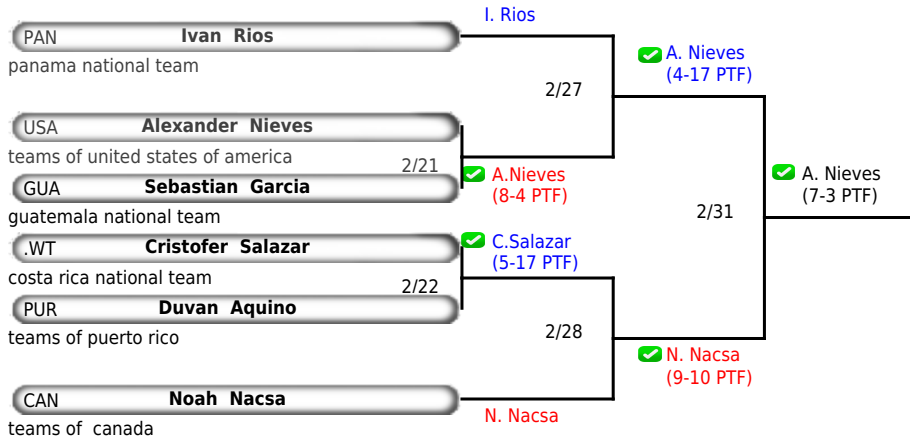 I. Rios
PAN Ivan Rios
panama national team
A. Nieves
(4-17 PTF)
2/27
USA Alexander Nieves
teams of united states of america
2/21
A.Nieves
(8-4 PTF)
GUA Sebastian Garcia
guatemala national team
A. Nieves
(7-3 PTF)
2/31
.WT Cristofer Salazar
costa rica national team
C.Salazar
(5-17 PTF)
2/22
PUR Duvan Aquino
teams of puerto rico
2/28
N. Nacsa
(9-10 PTF)
CAN Noah Nacsa
teams of canada
N. Nacsa